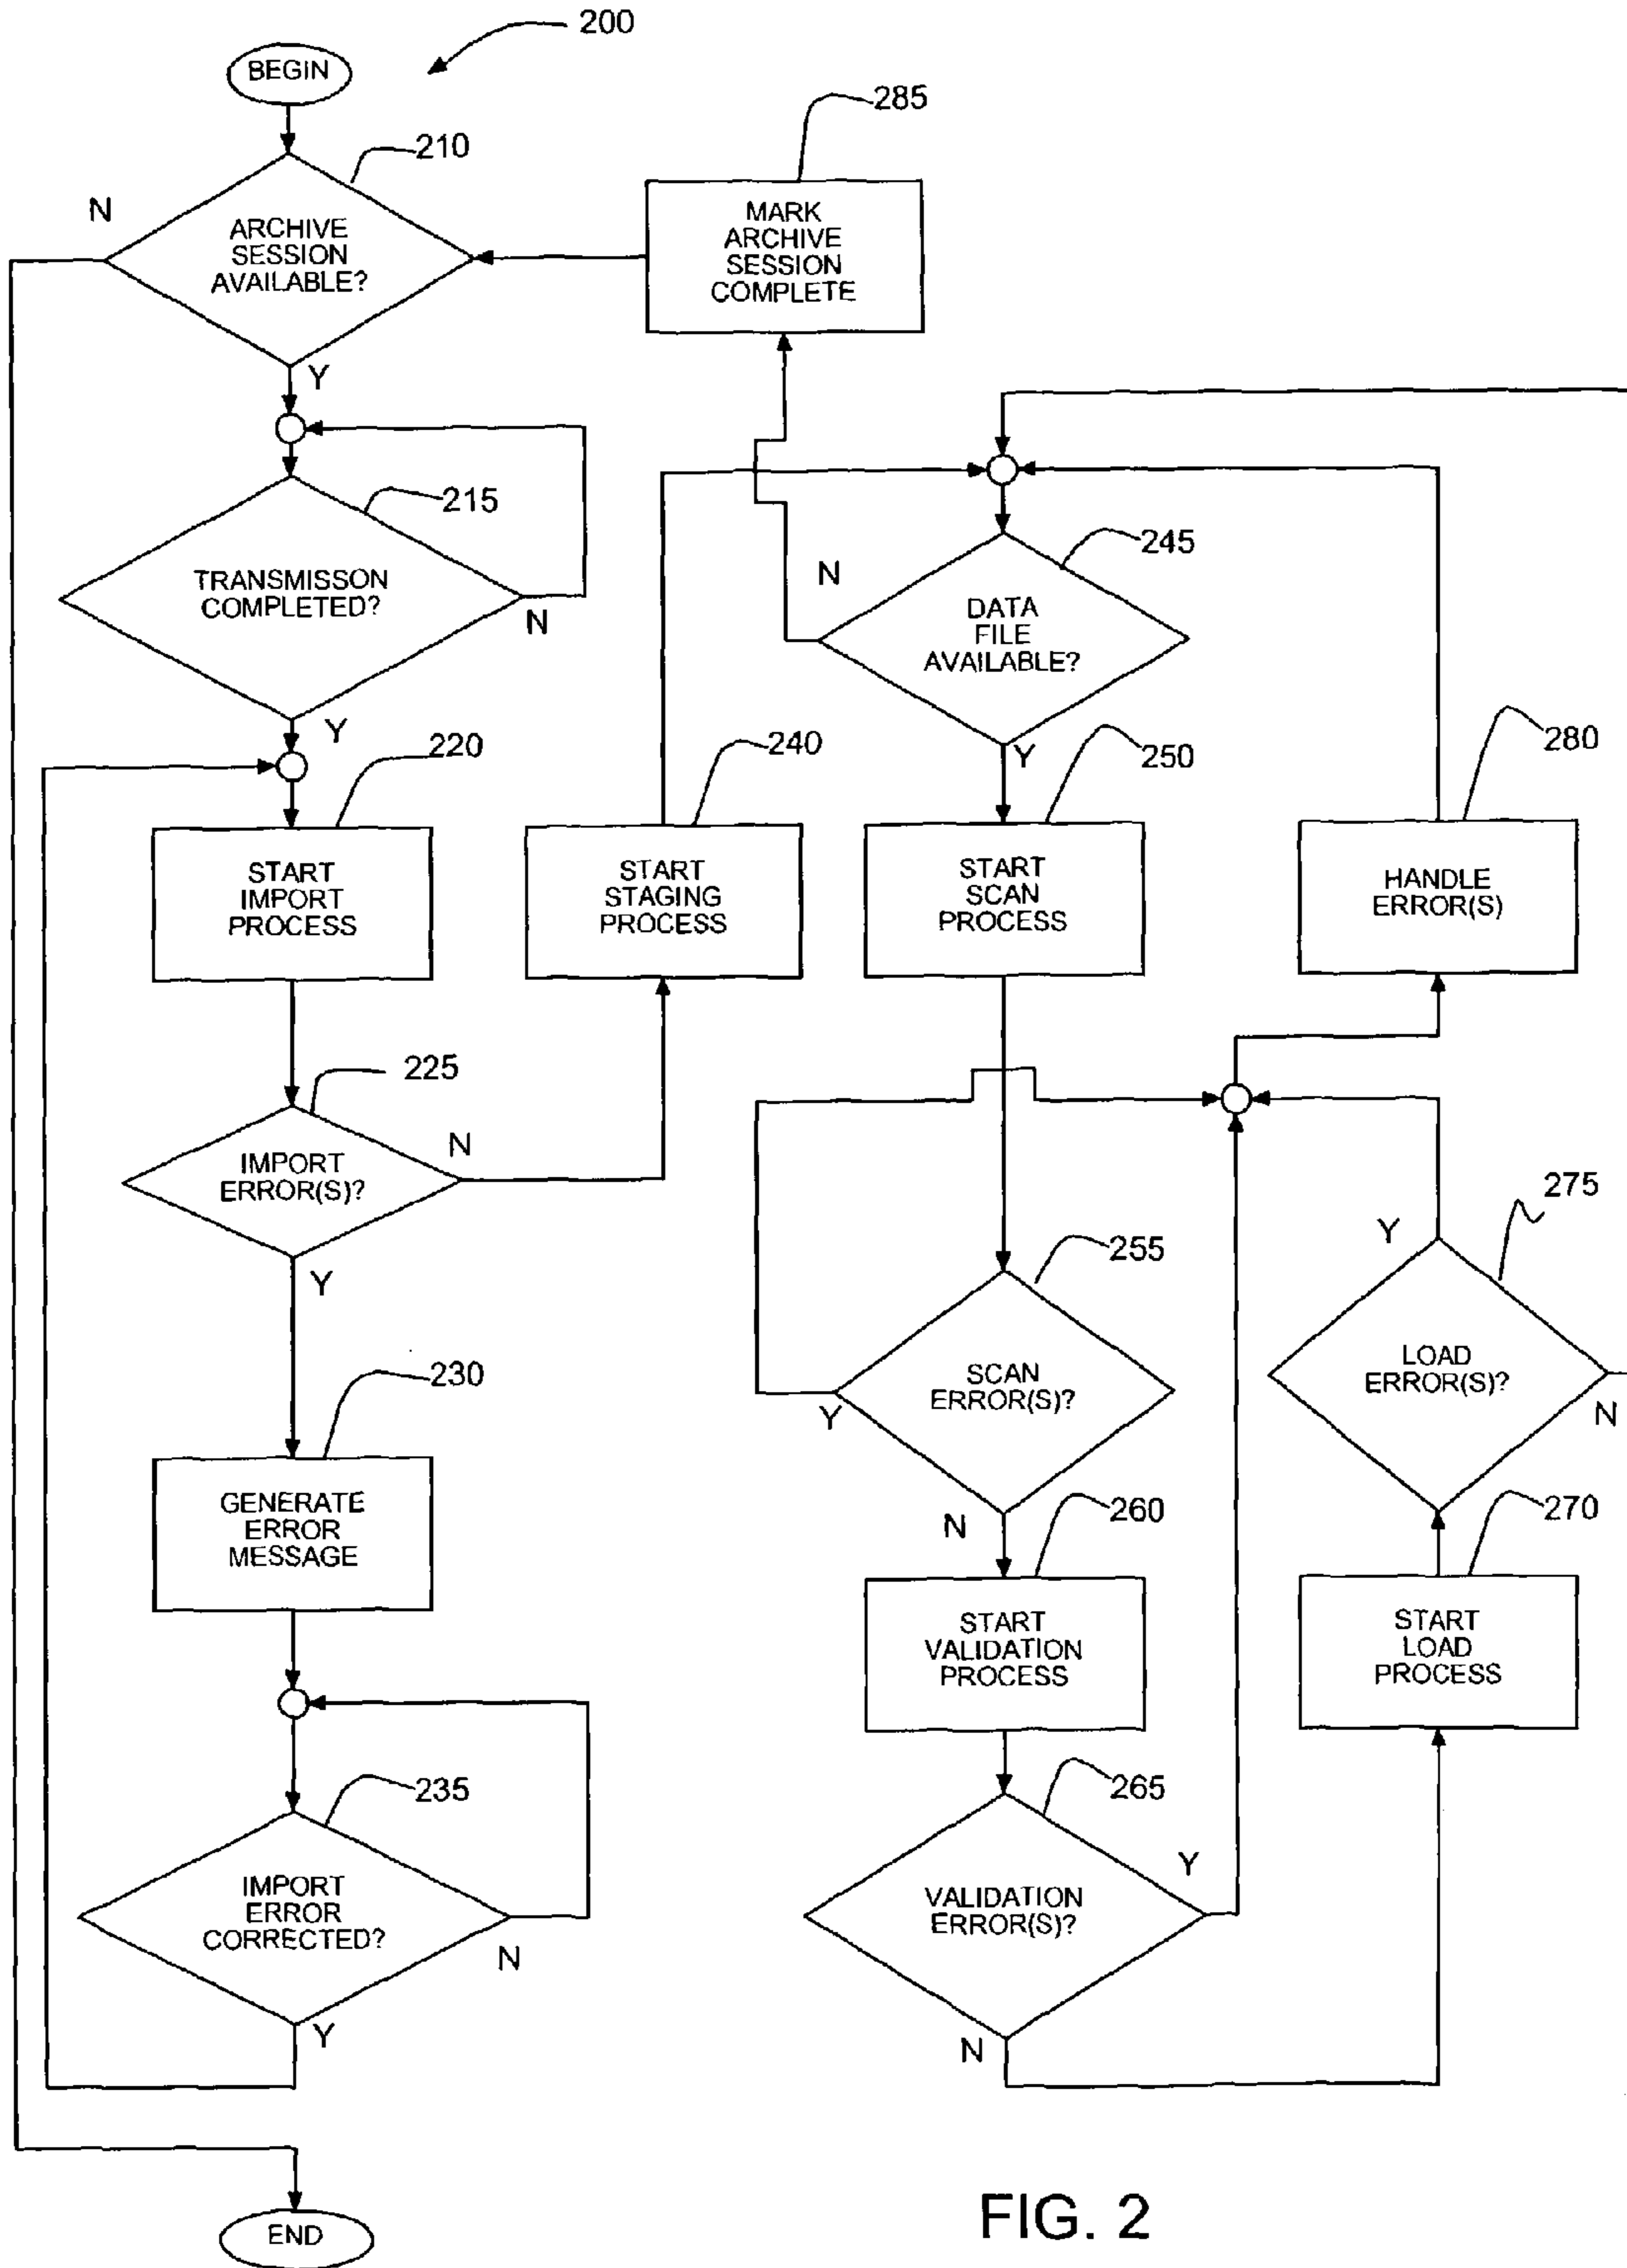 200
BEGIN
210
N
ARCHIVE
SESSION
AVAILABLE?
Y
285
MARK
ARCHIVE
SESSION
COMPLETE
215
TRANSMISSON
COMPLETED?
N
Y
220
START
IMPORT
PROCESS
225
IMPORT
ERROR(S)?
N
Y
230
GENERATE
ERROR
MESSAGE
235
IMPORT
ERROR
CORRECTED?
N
Y
END
240
START
STAGING
PROCESS
245
N
DATA
FILE
AVAILABLE?
Y
250
START
SCAN
PROCESS
255
SCAN
ERROR(S)?
Y
N
260
START
VALIDATION
PROCESS
265
Y
VALIDATION
ERROR(S)?
N
280
HANDLE
ERROR(S)
275
Y
LOAD
ERROR(S)?
N
270
START
LOAD
PROCESS
FIG. 2